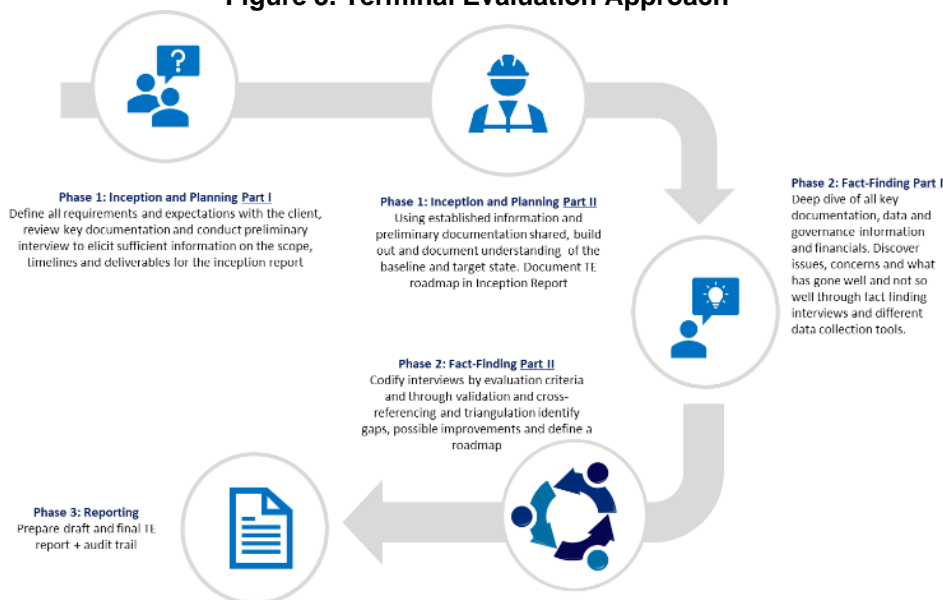 Figure 3. Terminal Evaluation Approach
?
Phase 1: Inception and Planning Part I
Define all requirements and expectations with the client,
review key documentation and conduct preliminary
interview to elicit sufficient information on the scope,
timelines and deliverables for the inception report
Phase 1: Inception and Planning Part II
Using established information and
preliminary documentation shared, build
out and document understanding of the
baseline and target state. Document TE
roadmap in Inception Report
Phase 2: Fact-Finding Part I
Deep dive of all key
documentation, data and
governance information
and financials. Discover
issues, concerns and what
has gone well and not so
well through fact finding
interviews and different
data collection tools.
Phase 2: Fact-Finding Part II
Codify interviews by evaluation criteria
and through validation and cross-
referencing and triangulation identify
gaps, possible improvements and define a
roadmap
Phase 3: Reporting
Prepare draft and final TE
report + audit trail